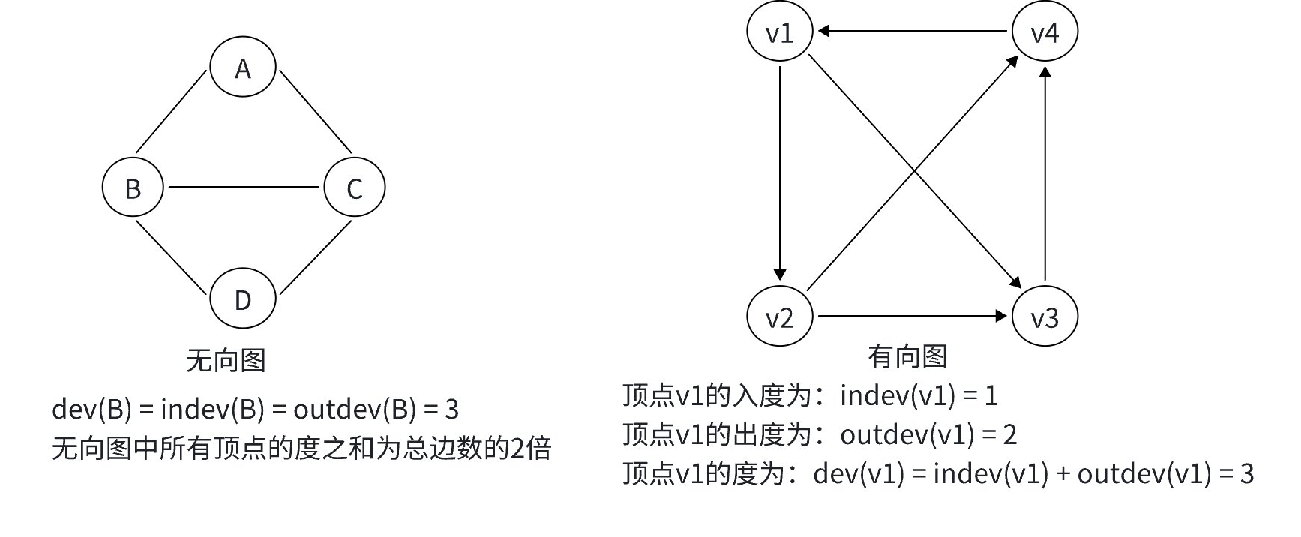 A
B
C
D
无向图
dev(B) = indev(B) = outdev(B) = 3
无向图中所有顶点的度之和为总边数的2倍
v1
v4
v2
v3
有向图
顶点v1的入度为：indev(v1) = 1
顶点v1的出度为：outdev(v1) = 2
顶点v1的度为：dev(v1) = indev(v1) + outdev(v1) = 3